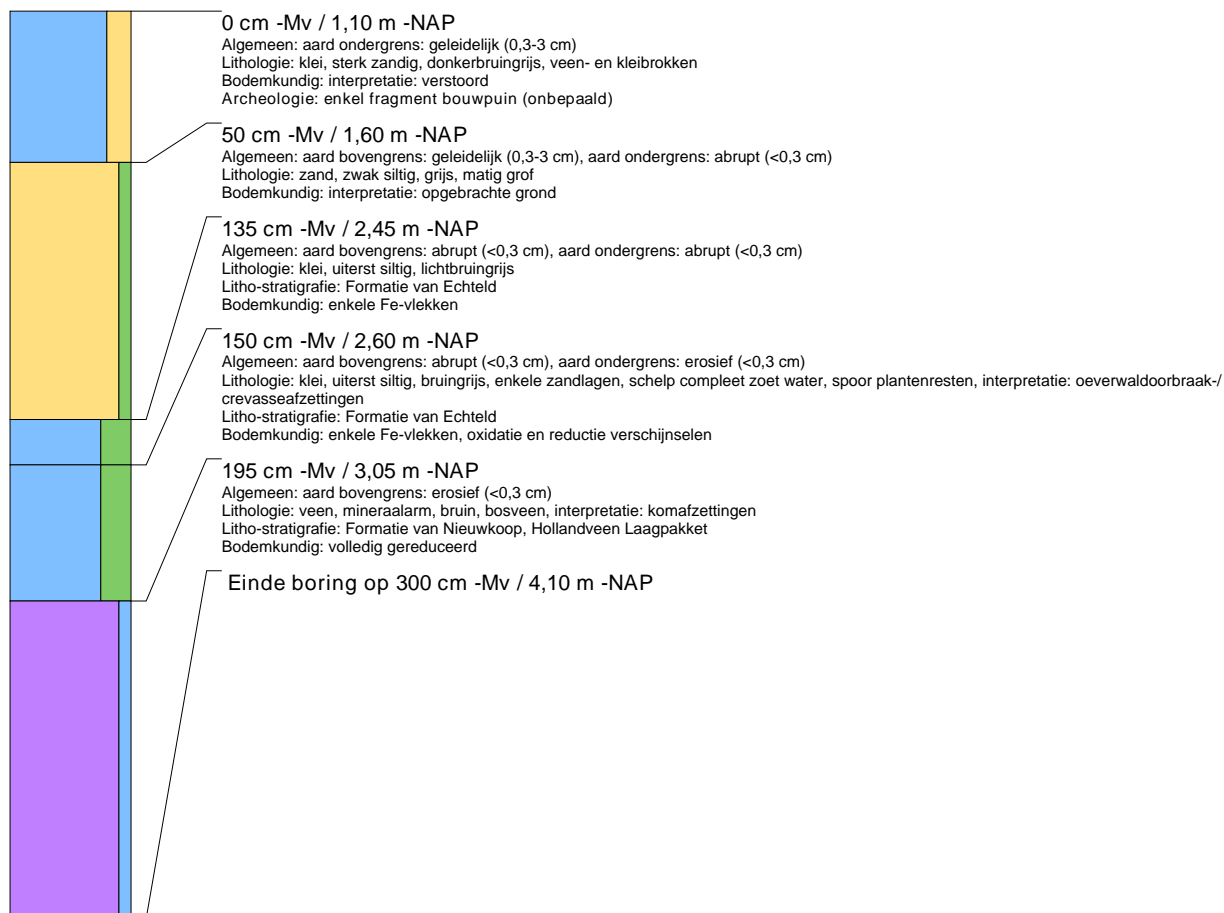 0 cm -Mv / 1,10 m -NAP
Algemeen: aard ondergrens: geleidelijk (0,3-3 cm)
Lithologie: klei, sterk zandig, donkerbruingrijs, veen- en kleibrokken
Bodemkundig: interpretatie: verstoord
Archeologie: enkel fragment bouwpuin (onbepaald)
50 cm -Mv / 1,60 m -NAP
Algemeen: aard bovengrens: geleidelijk (0,3-3 cm), aard ondergrens: abrupt (<0,3 cm)
Lithologie: zand, zwak siltig, grijs, matig grof
Bodemkundig: interpretatie: opgebrachte grond
135 cm -Mv / 2,45 m -NAP
Algemeen: aard bovengrens: abrupt (<0,3 cm), aard ondergrens: abrupt (<0,3 cm)
Lithologie: klei, uiterst siltig, lichtbruingrijs
Litho-stratigrafie: Formatie van Echteld
Bodemkundig: enkele Fe-vlekken
150 cm -Mv / 2,60 m -NAP
Algemeen: aard bovengrens: abrupt (<0,3 cm), aard ondergrens: erosief (<0,3 cm)
Lithologie: klei, uiterst siltig, bruingrijs, enkele zandlagen, schelp compleet zoet water, spoor plantenresten, interpretatie: oeverwaldoorbraak-/
crevasseafzettingen
Litho-stratigrafie: Formatie van Echteld
Bodemkundig: enkele Fe-vlekken, oxidatie en reductie verschijnselen
195 cm -Mv / 3,05 m -NAP
Algemeen: aard bovengrens: erosief (<0,3 cm)
Lithologie: veen, mineraalarm, bruin, bosveen, interpretatie: komafzettingen
Litho-stratigrafie: Formatie van Nieuwkoop, Hollandveen Laagpakket
Bodemkundig: volledig gereduceerd
Einde boring op 300 cm -Mv / 4,10 m -NAP